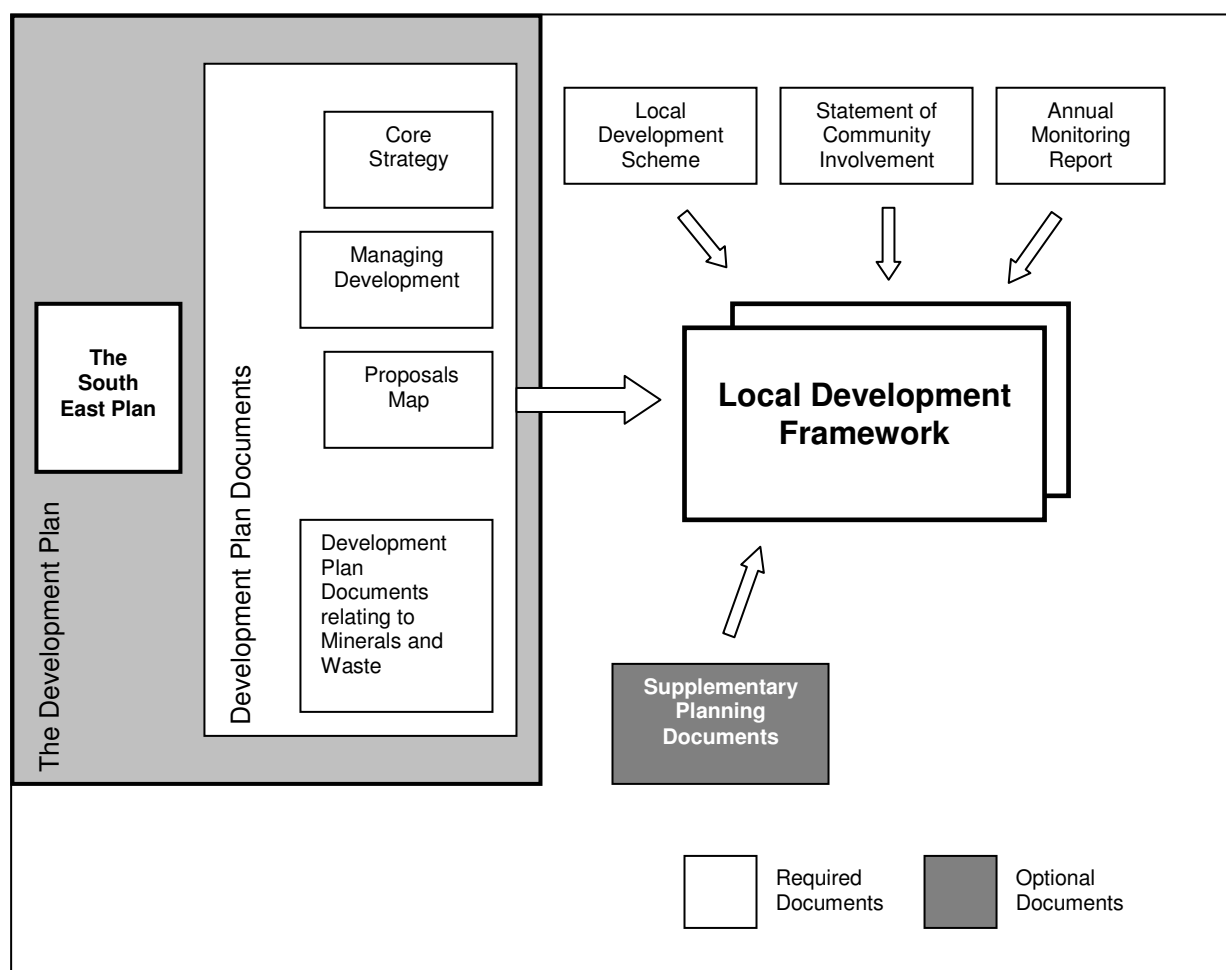 The Development Plan
The
South
East Plan
Development Plan Documents
Core
Strategy
Managing
Development
Proposals
Map
Development
Plan
Documents
relating to
Minerals and
Waste
Local
Development
Scheme
Statement of
Community
Involvement
Annual
Monitoring
Report
Local Development
Framework
Supplementary
Planning
Documents
Required
Documents
Optional
Documents